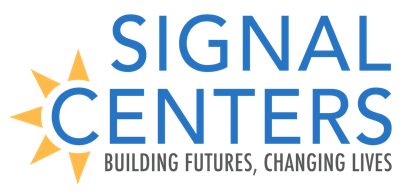 SIGNAL
CENTERS
BUILDING FUTURES, CHANGING LIVES